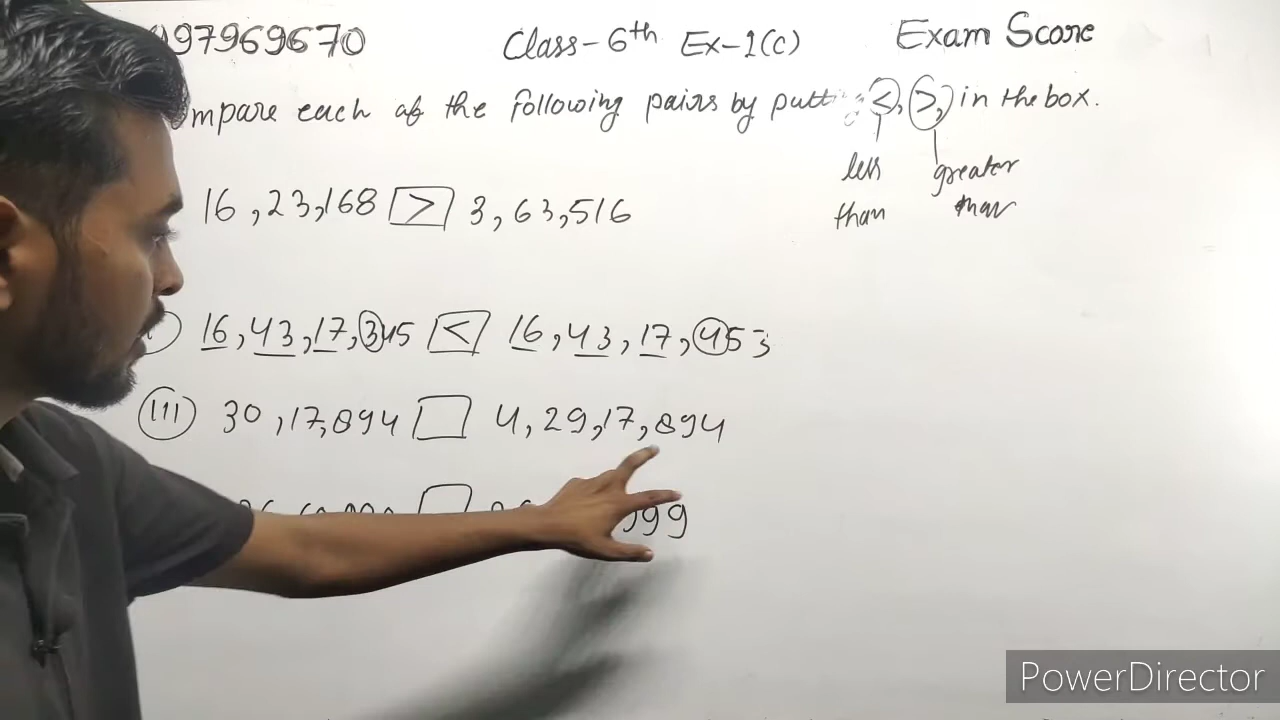 97969670 Class-6th Ex-1(c) Exam Score
mpare each of the following pairs by putting <, >, in the box.
less than
greater than
16,23,168 > 3,63,516
16,43,17,345 < 16,43,17,453
(III) 30,17,894 □ 4,29,17,894
PowerDirector